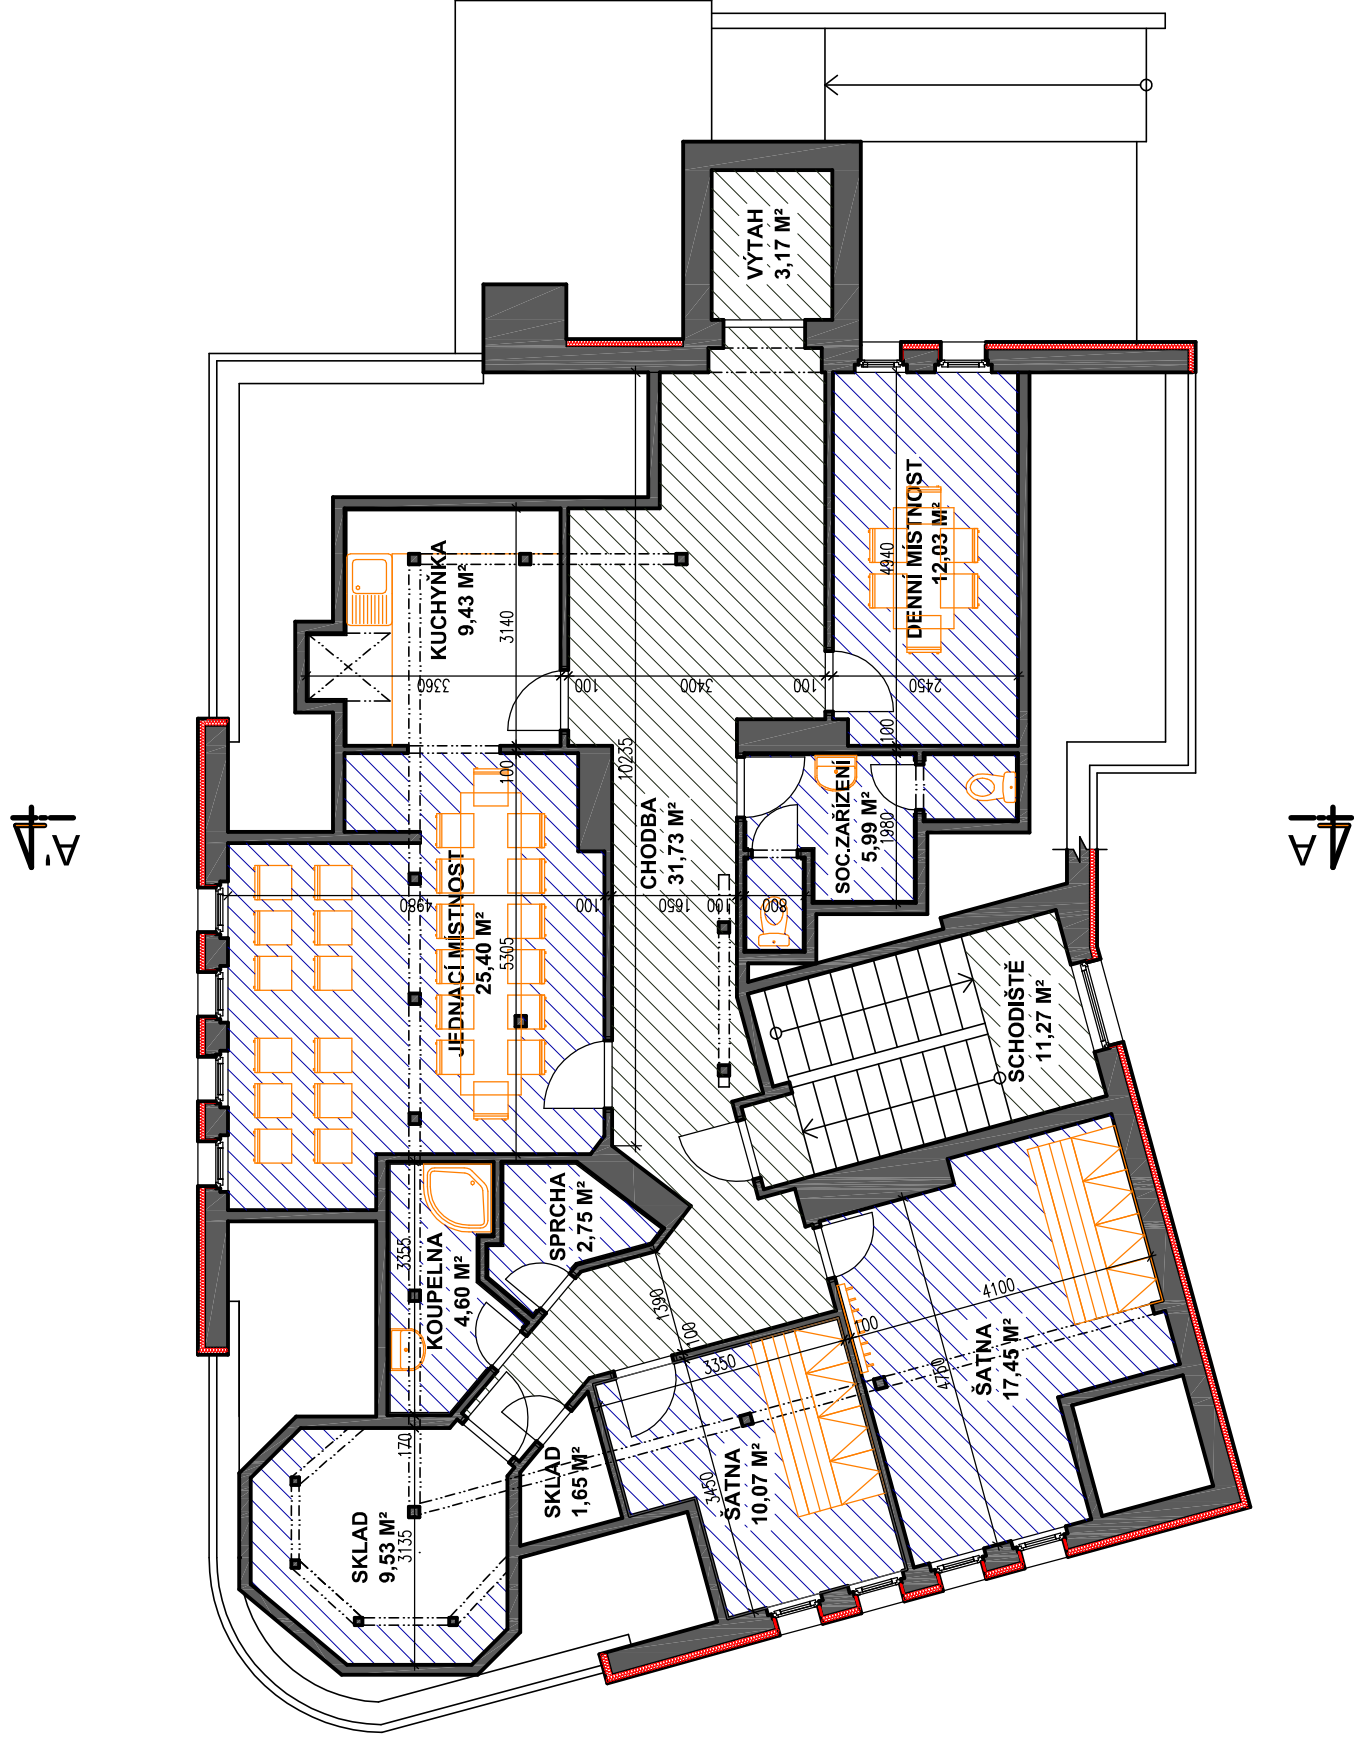 VÝTAH
3,17 M²
KUCHYŇKA
9,43 M²
3140
3360
100
3400
100
2450
DENNÍ MÍSTNOST
12,03 M²
4940
100
100
10235
CHODBA
31,73 M²
SOC.ZAŘÍZENÍ
5,99 M²
1980
JEDNACÍ MÍSTNOST
25,40 M²
5305
4980
100
1650
100
800
A'
A
SCHODIŠTĚ
11,27 M²
SPRCHA
2,75 M²
KOUPELNA
4,60 M²
3355
1390
100
3350
100
4100
ŠATNA
17,45 M²
4760
ŠATNA
10,07 M²
3450
SKLAD
1,65 M²
170
SKLAD
9,53 M²
3135